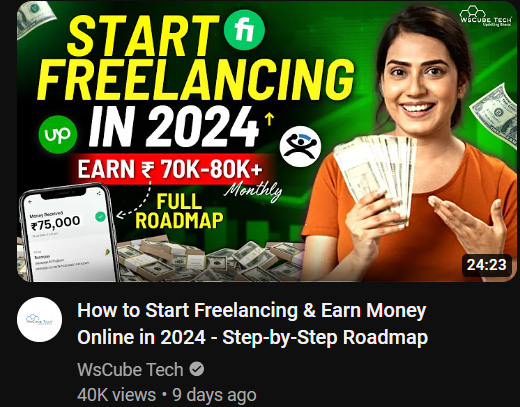 START fi
FREELANCING
IN 2024
up
EARN ₹ 70K-80K+
Monthly
FULL
ROADMAP
Money Received
₹75,000
WsCube Tech
24:23
How to Start Freelancing & Earn Money
Online in 2024 - Step-by-Step Roadmap
WsCube Tech
40K views • 9 days ago